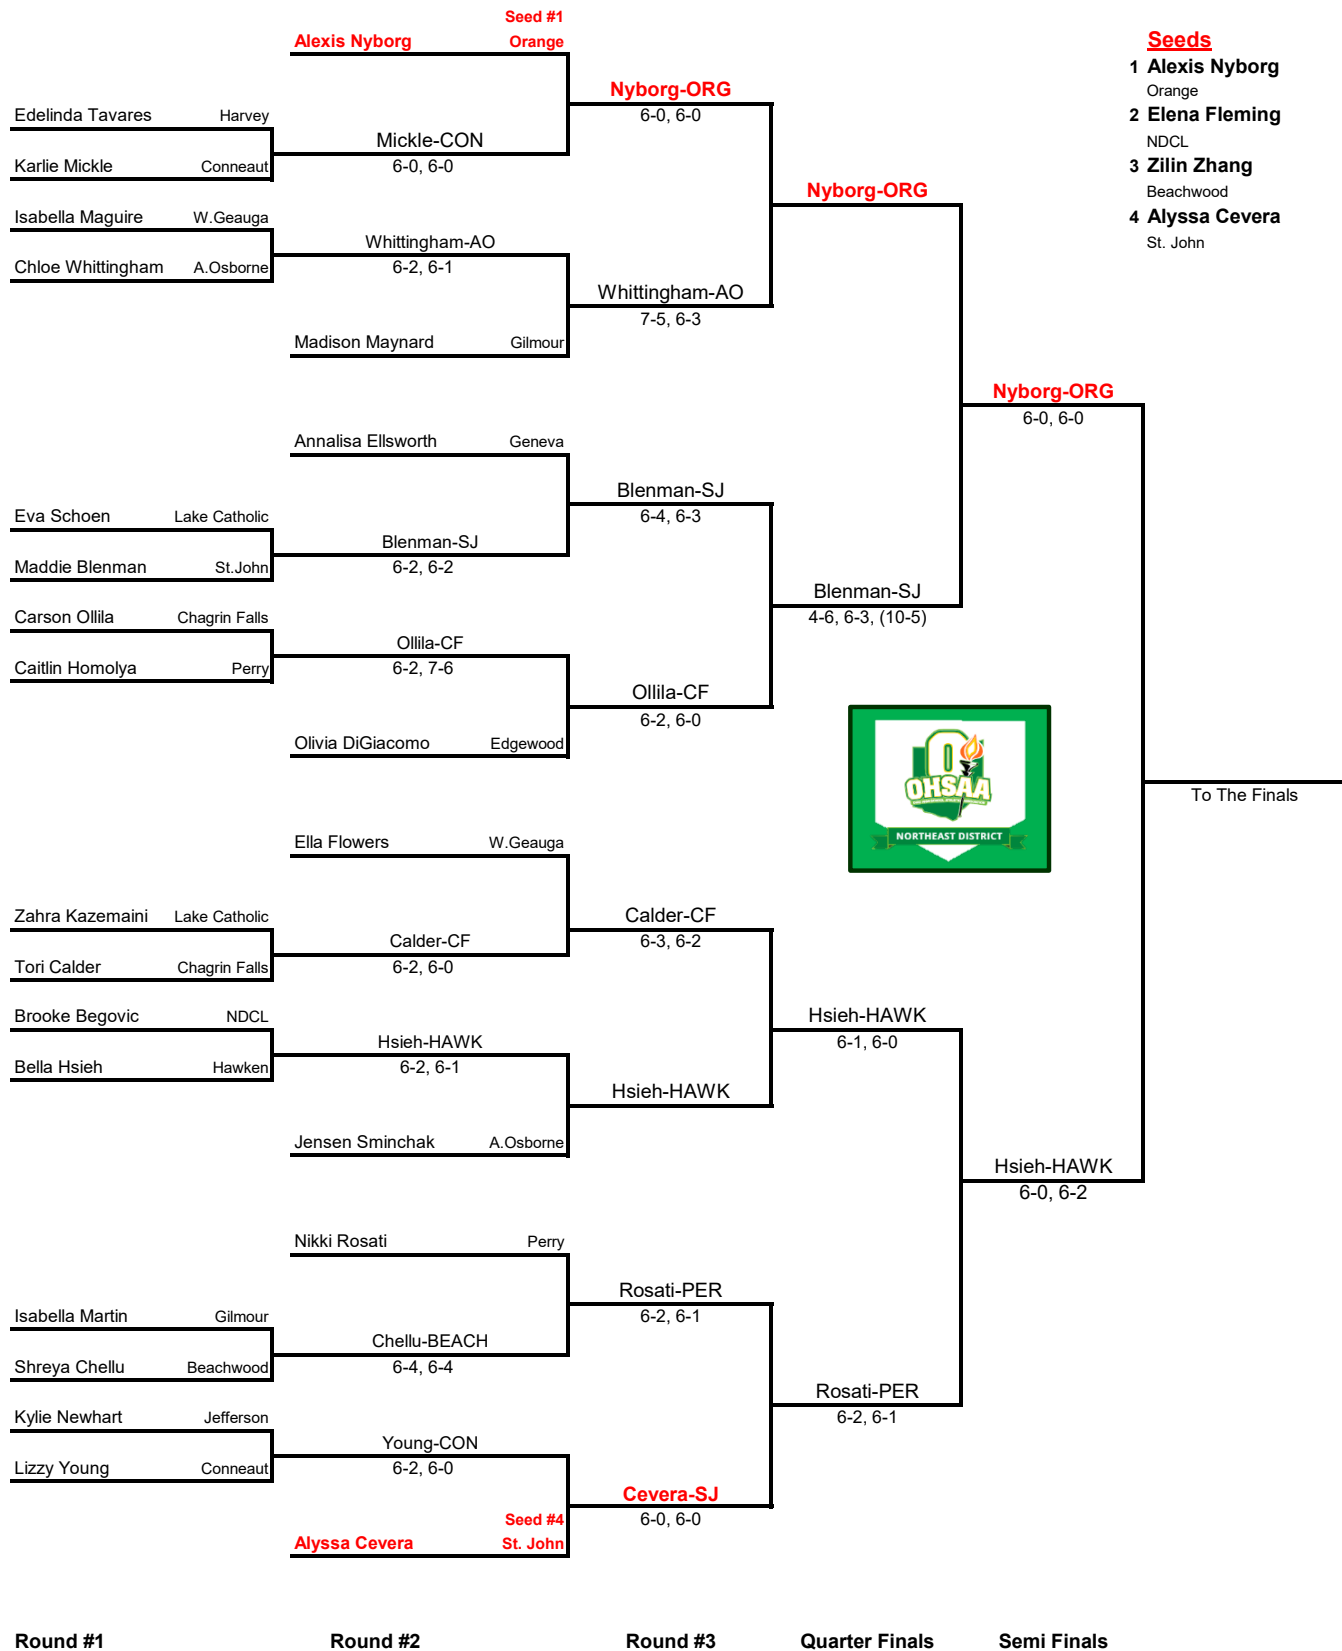 Seed #1
Alexis Nyborg Orange
Seeds
1 Alexis Nyborg
Orange
2 Elena Fleming
NDCL
3 Zilin Zhang
Beachwood
4 Alyssa Cevera
St. John
Nyborg-ORG
6-0, 6-0
Edelinda Tavares Harvey
Mickle-CON
6-0, 6-0
Karlie Mickle Conneaut
Nyborg-ORG
Isabella Maguire W.Geauga
Whittingham-AO
6-2, 6-1
Chloe Whittingham A.Osborne
Whittingham-AO
7-5, 6-3
Madison Maynard Gilmour
Nyborg-ORG
6-0, 6-0
Annalisa Ellsworth Geneva
Blenman-SJ
6-4, 6-3
Eva Schoen Lake Catholic
Blenman-SJ
6-2, 6-2
Maddie Blenman St.John
Blenman-SJ
4-6, 6-3, (10-5)
Carson Ollila Chagrin Falls
Ollila-CF
6-2, 7-6
Caitlin Homolya Perry
Ollila-CF
6-2, 6-0
Olivia DiGiacomo Edgewood
OHSAA
NORTHEAST DISTRICT
To The Finals
Ella Flowers W.Geauga
Calder-CF
6-3, 6-2
Zahra Kazemaini Lake Catholic
Calder-CF
6-2, 6-0
Tori Calder Chagrin Falls
Brooke Begovic NDCL
Hsieh-HAWK
6-1, 6-0
Hsieh-HAWK
6-2, 6-1
Bella Hsieh Hawken
Hsieh-HAWK
Jensen Sminchak A.Osborne
Hsieh-HAWK
6-0, 6-2
Nikki Rosati Perry
Rosati-PER
6-2, 6-1
Isabella Martin Gilmour
Chellu-BEACH
6-4, 6-4
Shreya Chellu Beachwood
Rosati-PER
6-2, 6-1
Kylie Newhart Jefferson
Young-CON
6-2, 6-0
Lizzy Young Conneaut
Cevera-SJ
6-0, 6-0
Seed #4
Alyssa Cevera St. John
Round #1 Round #2 Round #3 Quarter Finals Semi Finals